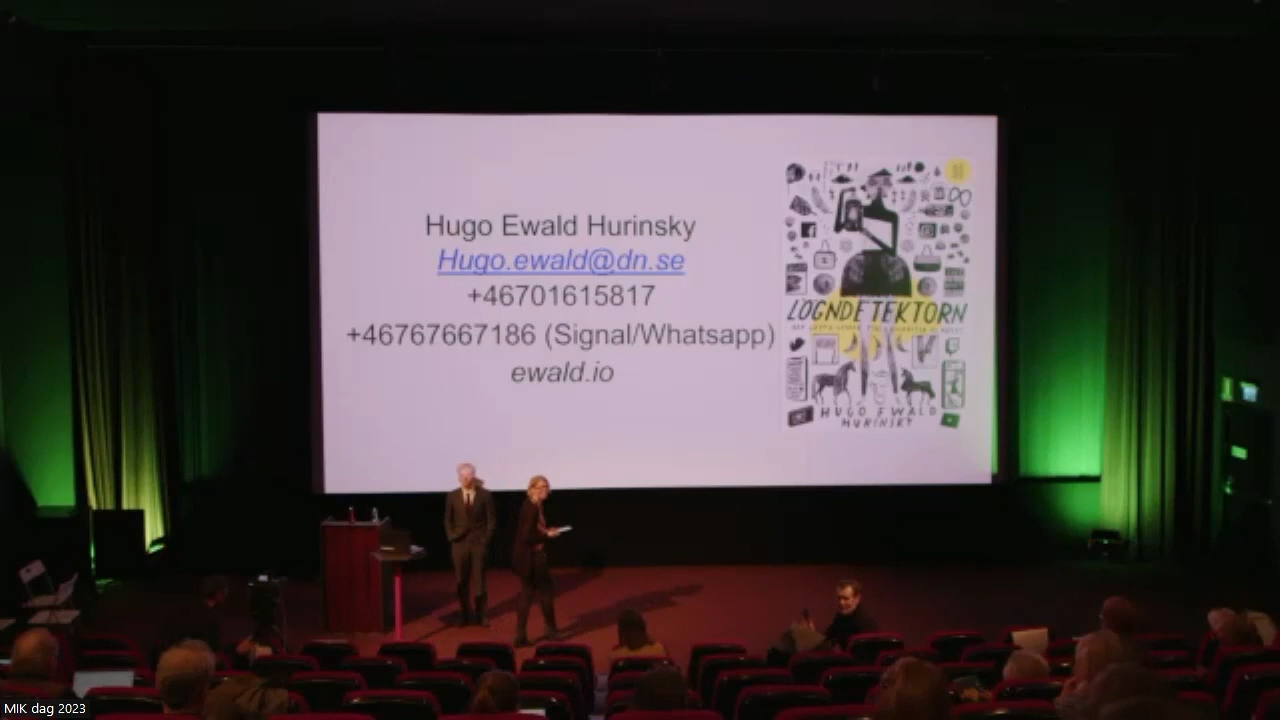 Hugo Ewald Hurinsky
Hugo.ewald@dn.se
+46701615817
+46767667186 (Signal/Whatsapp)
ewald.io
LÖGNDETEKTORN
HUGO EWALD
HURINSKY
MIK dag 2023